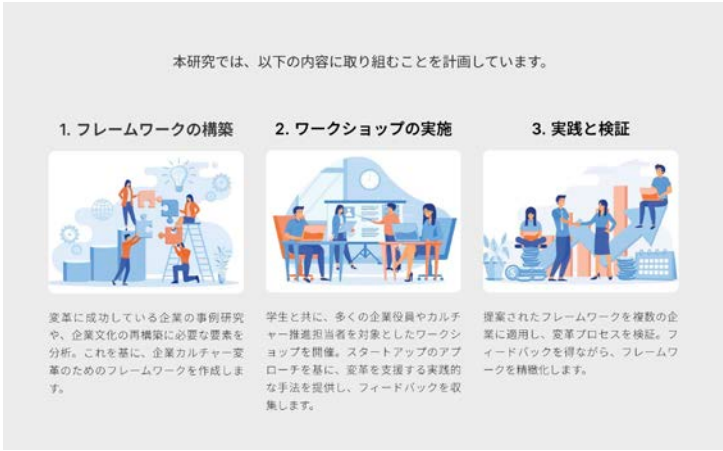 本研究では、以下の内容に取り組むことを計画しています。
1. フレームワークの構築
変革に成功している企業の事例研究
や、企業文化の再構築に必要な要素を
分析。これを基に、企業カルチャー変
革のためのフレームワークを作成しま
す。
2. ワークショップの実施
学生と共に、多くの企業役員やカルチ
ャー推進担当者を対象としたワークシ
ョップを開催。スタートアップのアプ
ローチを基に、変革を支援する実践的
な手法を提供し、フィードバックを収
集します。
3. 実践と検証
提案されたフレームワークを複数の企
業に適用し、変革プロセスを検証。フ
ィードバックを得ながら、フレームワ
ークを精緻化します。